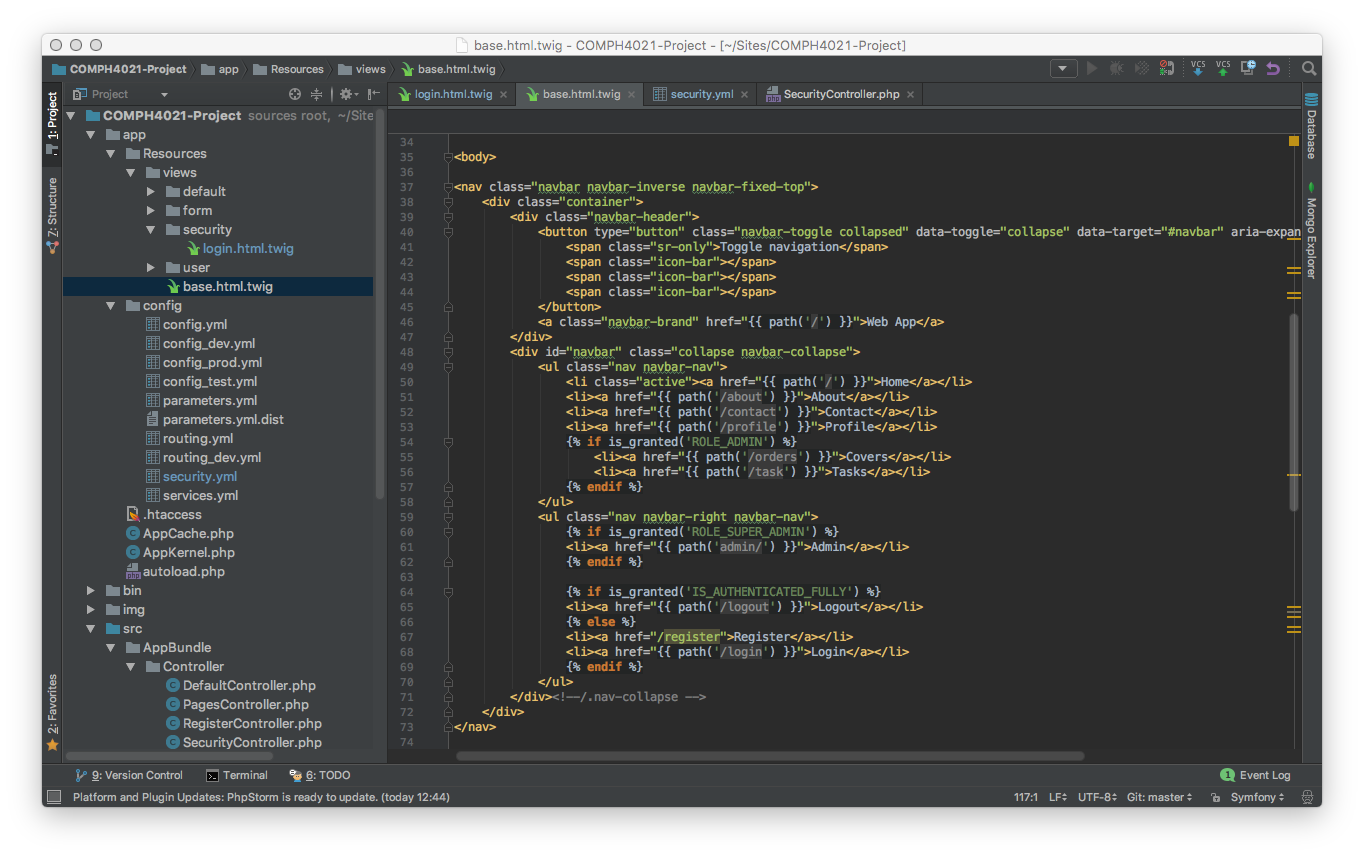 base.html.twig - COMPH4021-Project - [~/Sites/COMPH4021-Project]
COMPH4021-Project app Resources views base.html.twig
VCS VCS
Project
login.html.twig base.html.twig security.yml SecurityController.php
1: Project
7: Structure
2: Favorites
COMPH4021-Project sources root, ~/Site
app
Resources
views
default
form
security
login.html.twig
user
base.html.twig
config
config.yml
config_dev.yml
config_prod.yml
config_test.yml
parameters.yml
parameters.yml.dist
routing.yml
routing_dev.yml
security.yml
services.yml
.htaccess
AppCache.php
AppKernel.php
autoload.php
bin
img
src
AppBundle
Controller
DefaultController.php
PagesController.php
RegisterController.php
SecurityController.php
34
35 <body>
36
37 <nav class="navbar navbar-inverse navbar-fixed-top">
38 <div class="container">
39 <div class="navbar-header">
40 <button type="button" class="navbar-toggle collapsed" data-toggle="collapse" data-target="#navbar" aria-expan
41 <span class="sr-only">Toggle navigation</span>
42 <span class="icon-bar"></span>
43 <span class="icon-bar"></span>
44 <span class="icon-bar"></span>
45 </button>
46 <a class="navbar-brand" href="{{ path('/') }}">Web App</a>
47 </div>
48 <div id="navbar" class="collapse navbar-collapse">
49 <ul class="nav navbar-nav">
50 <li class="active"><a href="{{ path('/') }}">Home</a></li>
51 <li><a href="{{ path('/about') }}">About</a></li>
52 <li><a href="{{ path('/contact') }}">Contact</a></li>
53 <li><a href="{{ path('/profile') }}">Profile</a></li>
54 {% if is_granted('ROLE_ADMIN') %}
55 <li><a href="{{ path('/orders') }}">Covers</a></li>
56 <li><a href="{{ path('/task') }}">Tasks</a></li>
57 {% endif %}
58 </ul>
59 <ul class="nav navbar-right navbar-nav">
60 {% if is_granted('ROLE_SUPER_ADMIN') %}
61 <li><a href="{{ path('admin/') }}">Admin</a></li>
62 {% endif %}
63
64 {% if is_granted('IS_AUTHENTICATED_FULLY') %}
65 <li><a href="{{ path('/logout') }}">Logout</a></li>
66 {% else %}
67 <li><a href="/register">Register</a></li>
68 <li><a href="{{ path('/login') }}">Login</a></li>
69 {% endif %}
70 </ul>
71 </div><!--/.nav-collapse -->
72 </div>
73 </nav>
74
Database
Mongo Explorer
9: Version Control Terminal 6: TODO 1 Event Log
Platform and Plugin Updates: PhpStorm is ready to update. (today 12:44) 117:1 LF UTF-8 Git: master Symfony